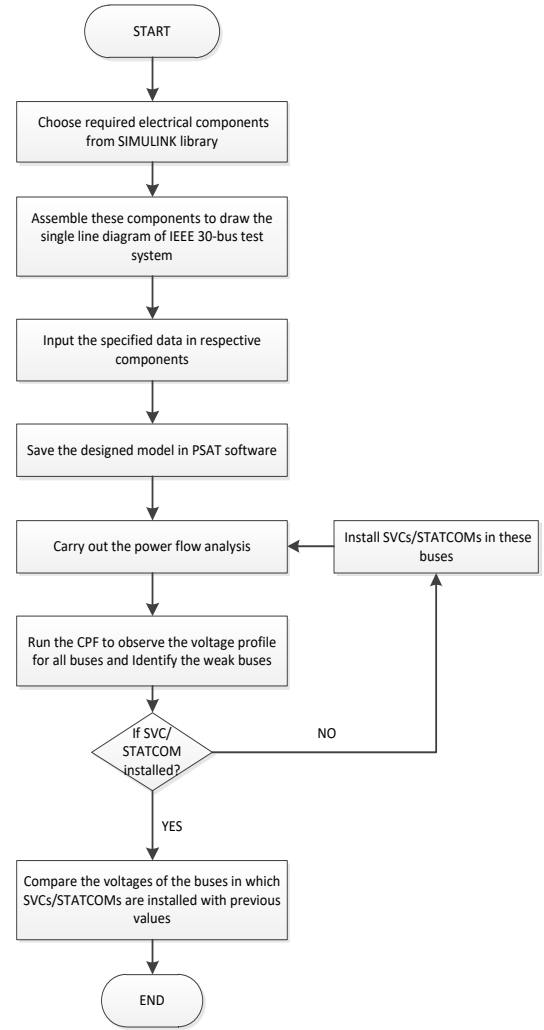 START
Choose required electrical components
from SIMULINK library
Assemble these components to draw the
single line diagram of IEEE 30-bus test
system
Input the specified data in respective
components
Save the designed model in PSAT software
Carry out the power flow analysis
Install SVCs/STATCOMs in these
buses
Run the CPF to observe the voltage profile
for all buses and Identify the weak buses
If SVC/
STATCOM
installed?
NO
YES
Compare the voltages of the buses in which
SVCs/STATCOMs are installed with previous
values
END